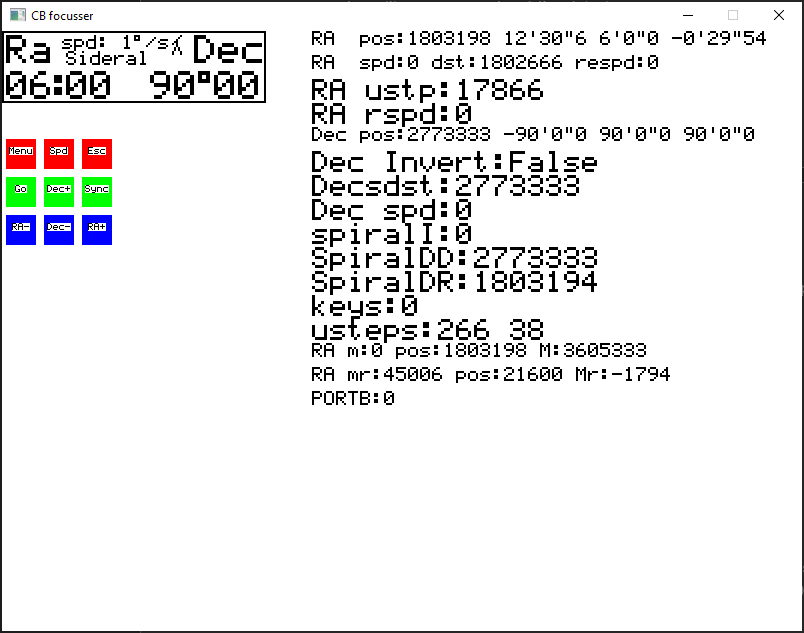 CB focusser
Ra spd: 1°/s Dec
Sideral
06:00 90°00
Menu Spd Esc
Go Dec+ Sync
RA- Dec- RA+
RA pos:1803198 12'30"6 6'0"0 -0'29"54
RA spd:0 dst:1802666 respd:0
RA ustp:17866
RA rspd:0
Dec pos:2773333 -90'0"0 90'0"0 90'0"0
Dec Invert:False
Decsdst:2773333
Dec spd:0
spiralI:0
SpiralDD:2773333
SpiralDR:1803194
keys:0
usteps:266 38
RA m:0 pos:1803198 M:3605333
RA mr:45006 pos:21600 Mr:-1794
PORTB:0